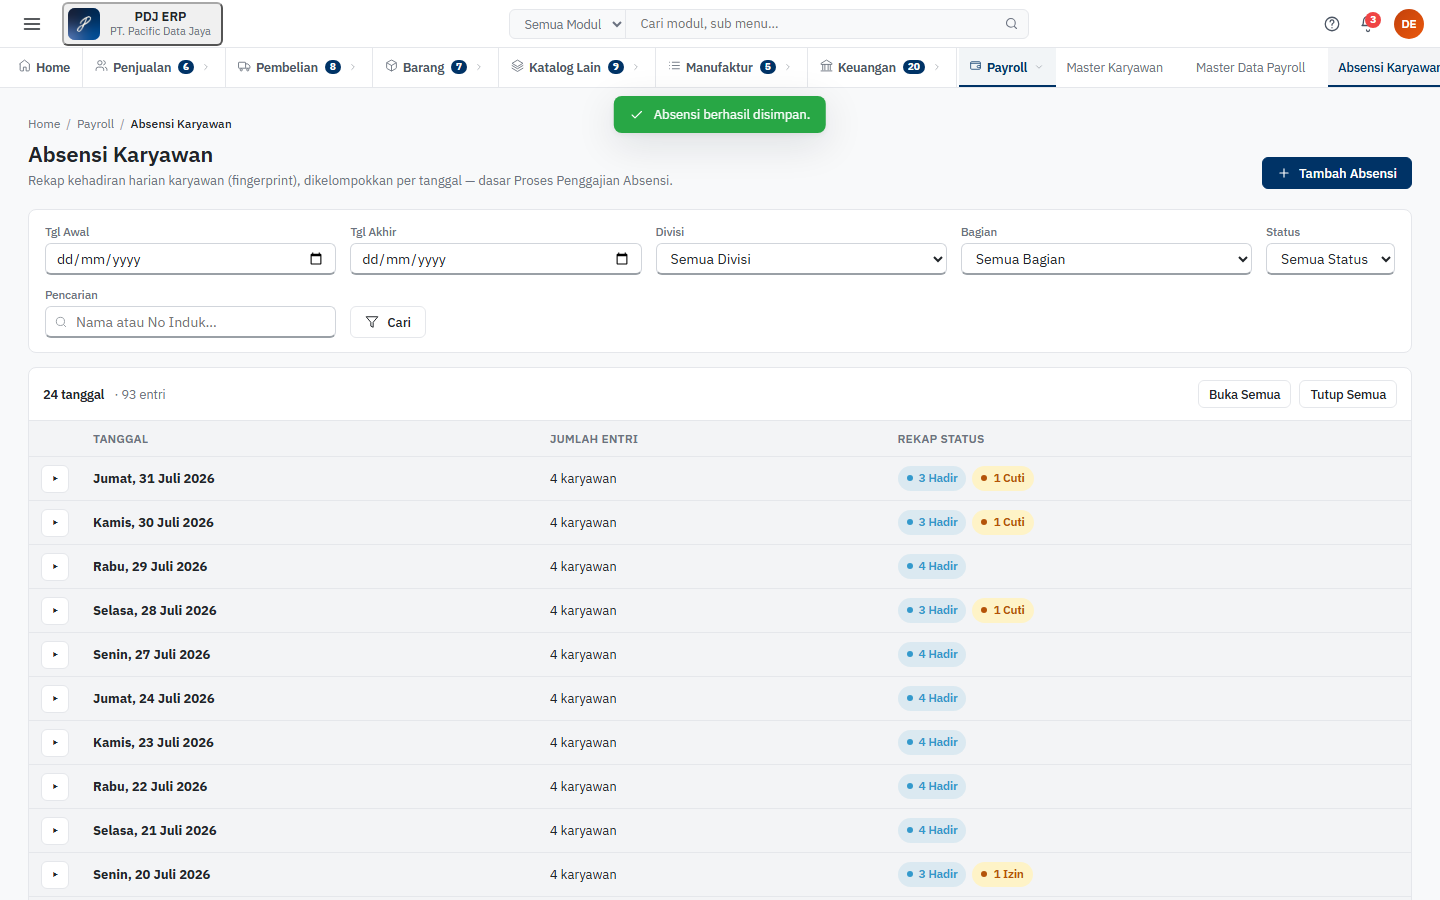 PDJ ERP
PT. Pacific Data Jaya
Semua Modul
Cari modul, sub menu...
3
DE
Home
Penjualan 6
Pembelian 8
Barang 7
Katalog Lain 9
Manufaktur 5
Keuangan 20
Payroll
Master Karyawan
Master Data Payroll
Absensi Karyawan
Absensi berhasil disimpan.
Home / Payroll / Absensi Karyawan
Absensi Karyawan
Rekap kehadiran harian karyawan (fingerprint), dikelompokkan per tanggal — dasar Proses Penggajian Absensi.
+ Tambah Absensi
Tgl Awal
dd/mm/yyyy
Tgl Akhir
dd/mm/yyyy
Divisi
Semua Divisi
Bagian
Semua Bagian
Status
Semua Status
Pencarian
Nama atau No Induk...
Cari
24 tanggal · 93 entri
Buka Semua
Tutup Semua
TANGGAL JUMLAH ENTRI REKAP STATUS
Jumat, 31 Juli 2026 4 karyawan 3 Hadir 1 Cuti
Kamis, 30 Juli 2026 4 karyawan 3 Hadir 1 Cuti
Rabu, 29 Juli 2026 4 karyawan 4 Hadir
Selasa, 28 Juli 2026 4 karyawan 3 Hadir 1 Cuti
Senin, 27 Juli 2026 4 karyawan 4 Hadir
Jumat, 24 Juli 2026 4 karyawan 4 Hadir
Kamis, 23 Juli 2026 4 karyawan 4 Hadir
Rabu, 22 Juli 2026 4 karyawan 4 Hadir
Selasa, 21 Juli 2026 4 karyawan 4 Hadir
Senin, 20 Juli 2026 4 karyawan 3 Hadir 1 Izin